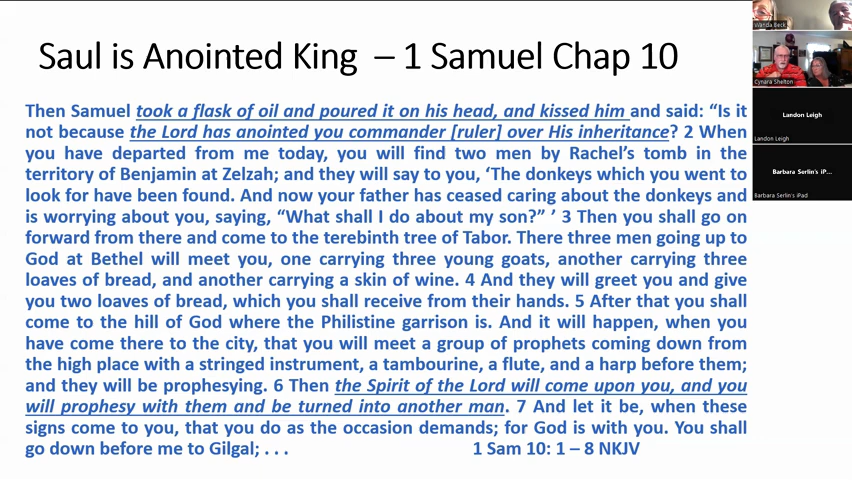 Saul is Anointed King – 1 Samuel Chap 10
Then Samuel took a flask of oil and poured it on his head, and kissed him and said: “Is it
not because the Lord has anointed you commander [ruler] over His inheritance? 2 When
you have departed from me today, you will find two men by Rachel’s tomb in the
territory of Benjamin at Zelzah; and they will say to you, ‘The donkeys which you went to
look for have been found. And now your father has ceased caring about the donkeys and
is worrying about you, saying, “What shall I do about my son?” ’ 3 Then you shall go on
forward from there and come to the terebinth tree of Tabor. There three men going up to
God at Bethel will meet you, one carrying three young goats, another carrying three
loaves of bread, and another carrying a skin of wine. 4 And they will greet you and give
you two loaves of bread, which you shall receive from their hands. 5 After that you shall
come to the hill of God where the Philistine garrison is. And it will happen, when you
have come there to the city, that you will meet a group of prophets coming down from
the high place with a stringed instrument, a tambourine, a flute, and a harp before them;
and they will be prophesying. 6 Then the Spirit of the Lord will come upon you, and you
will prophesy with them and be turned into another man. 7 And let it be, when these
signs come to you, that you do as the occasion demands; for God is with you. You shall
go down before me to Gilgal; . . . 1 Sam 10: 1 – 8 NKJV
Wanda Beck
Cynara Shelton
Landon Leigh
Landon Leigh
Barbara Serlin's iP...
Barbara Serlin's iPad